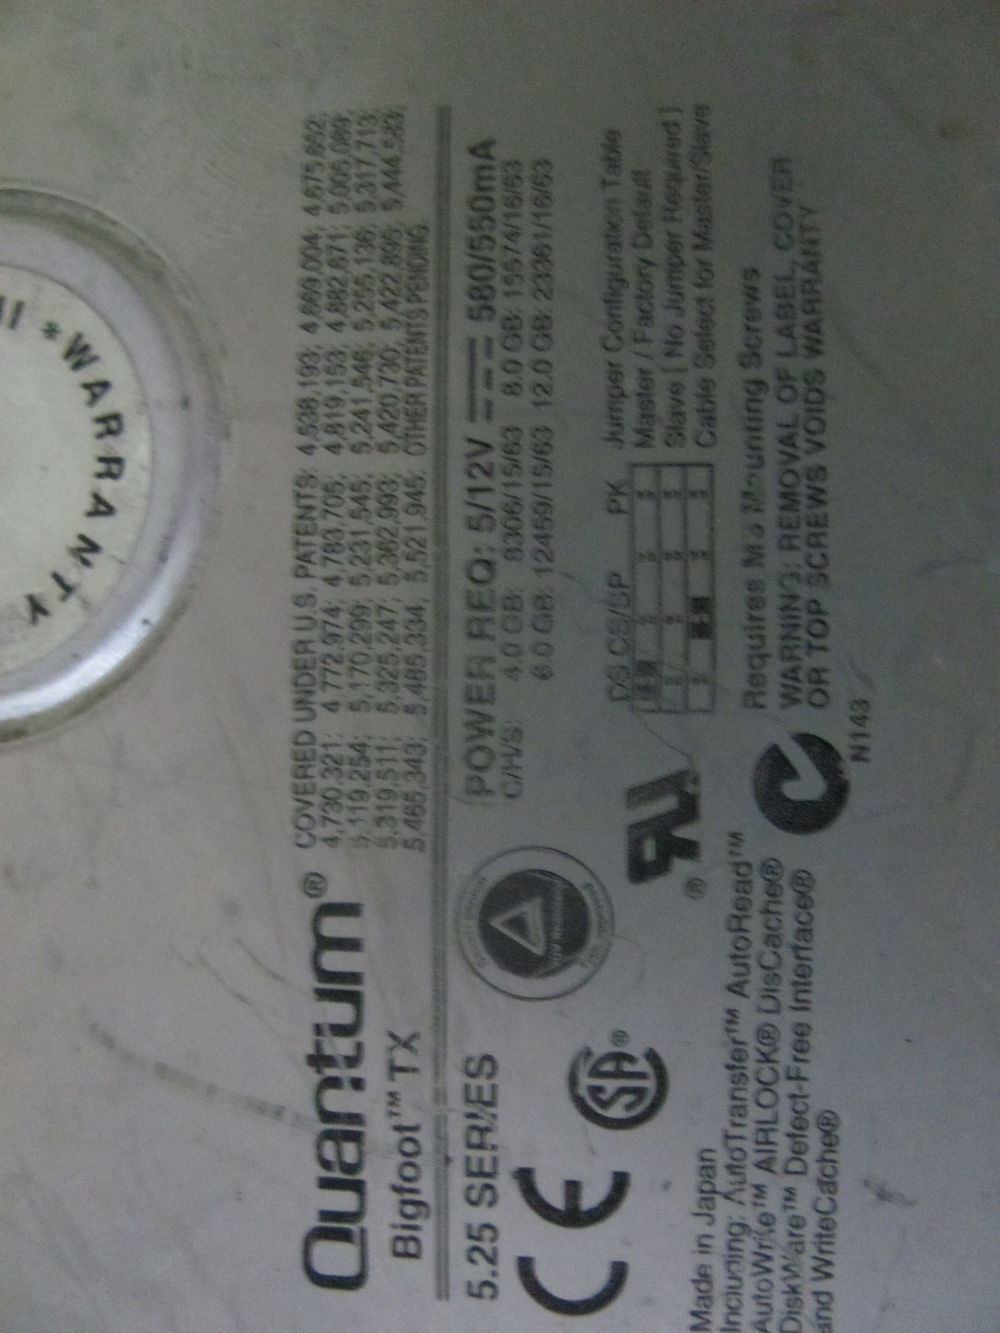 * WARRANTY
Quantum®
Bigfoot™ TX
COVERED UNDER U.S. PATENTS: 4,538,193; 4,669,004; 4,675,652;
4,730,321; 4,772,974; 4,783,705; 4,819,153; 4,882,671; 5,005,089;
5,119,254; 5,170,299; 5,231,545; 5,241,546; 5,255,136; 5,317,713;
5,319,511; 5,325,247; 5,362,993; 5,420,730; 5,422,895; 5,444,583;
5,465,343; 5,485,334; 5,521,945; OTHER PATENTS PENDING
5.25 SERIES
POWER REQ: 5/12V 580/550mA
C/H/S: 4.0 GB: 8306/15/63 8.0 GB: 15574/16/63
6.0 GB: 12459/15/63 12.0 GB: 23361/16/63
CE
SA®
®
DS CS/SP PK Jumper Configuration Table
Master / Factory Default
Slave [ No Jumper Required ]
Cable Select for Master/Slave
Requires M3 Mounting Screws
WARNING: REMOVAL OF LABEL, COVER
OR TOP SCREWS VOIDS WARRANTY
N143
Made in Japan
Including: AutoTransfer™ AutoRead™
AutoWrite™ AIRLOCK® DisCache®
DiskWare™ Defect-Free Interface®
and WriteCache®